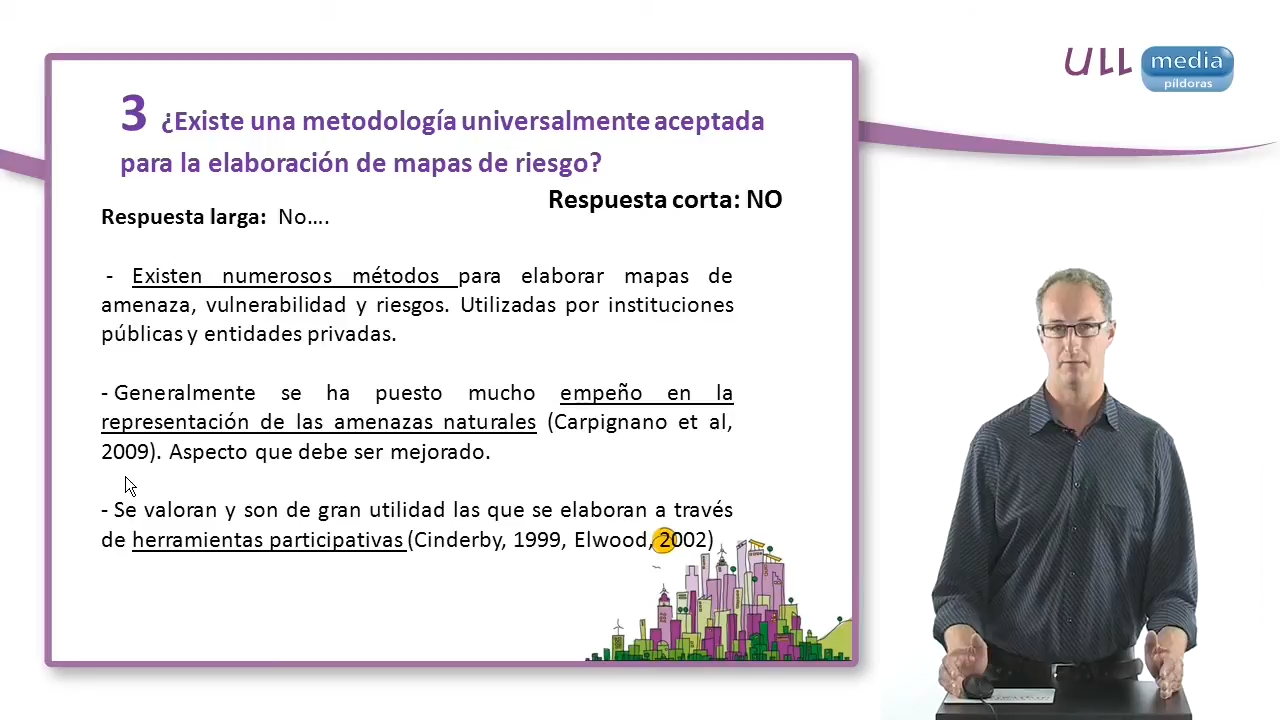 ULL media
píldoras
3 ¿Existe una metodología universalmente aceptada
para la elaboración de mapas de riesgo?
Respuesta corta: NO
Respuesta larga: No....
- Existen numerosos métodos para elaborar mapas de
amenaza, vulnerabilidad y riesgos. Utilizadas por instituciones
públicas y entidades privadas.
- Generalmente se ha puesto mucho empeño en la
representación de las amenazas naturales (Carpignano et al,
2009). Aspecto que debe ser mejorado.
- Se valoran y son de gran utilidad las que se elaboran a través
de herramientas participativas (Cinderby, 1999, Elwood, 2002)